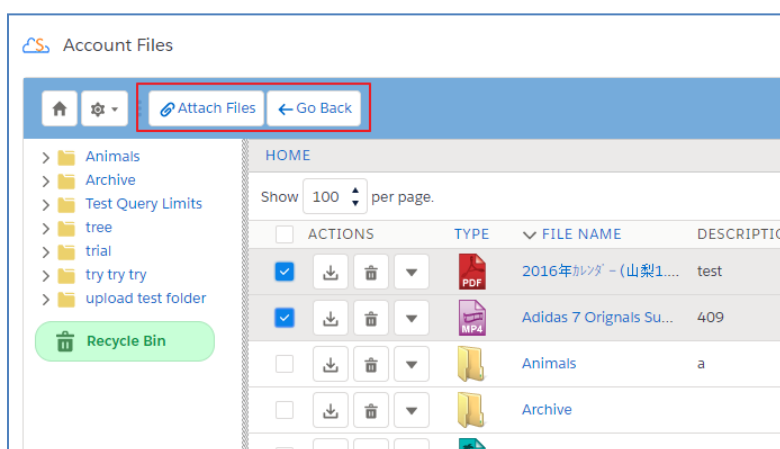 S
Account Files
Attach Files
Go Back
Animals
Archive
Test Query Limits
tree
trial
try try try
upload test folder
Recycle Bin
HOME
Show 100 per page.
ACTIONS TYPE FILE NAME DESCRIPTIO
PDF 2016年ｶﾚﾝﾀﾞｰ(山梨1.... test
MP4 Adidas 7 Orignals Su... 409
Animals a
Archive